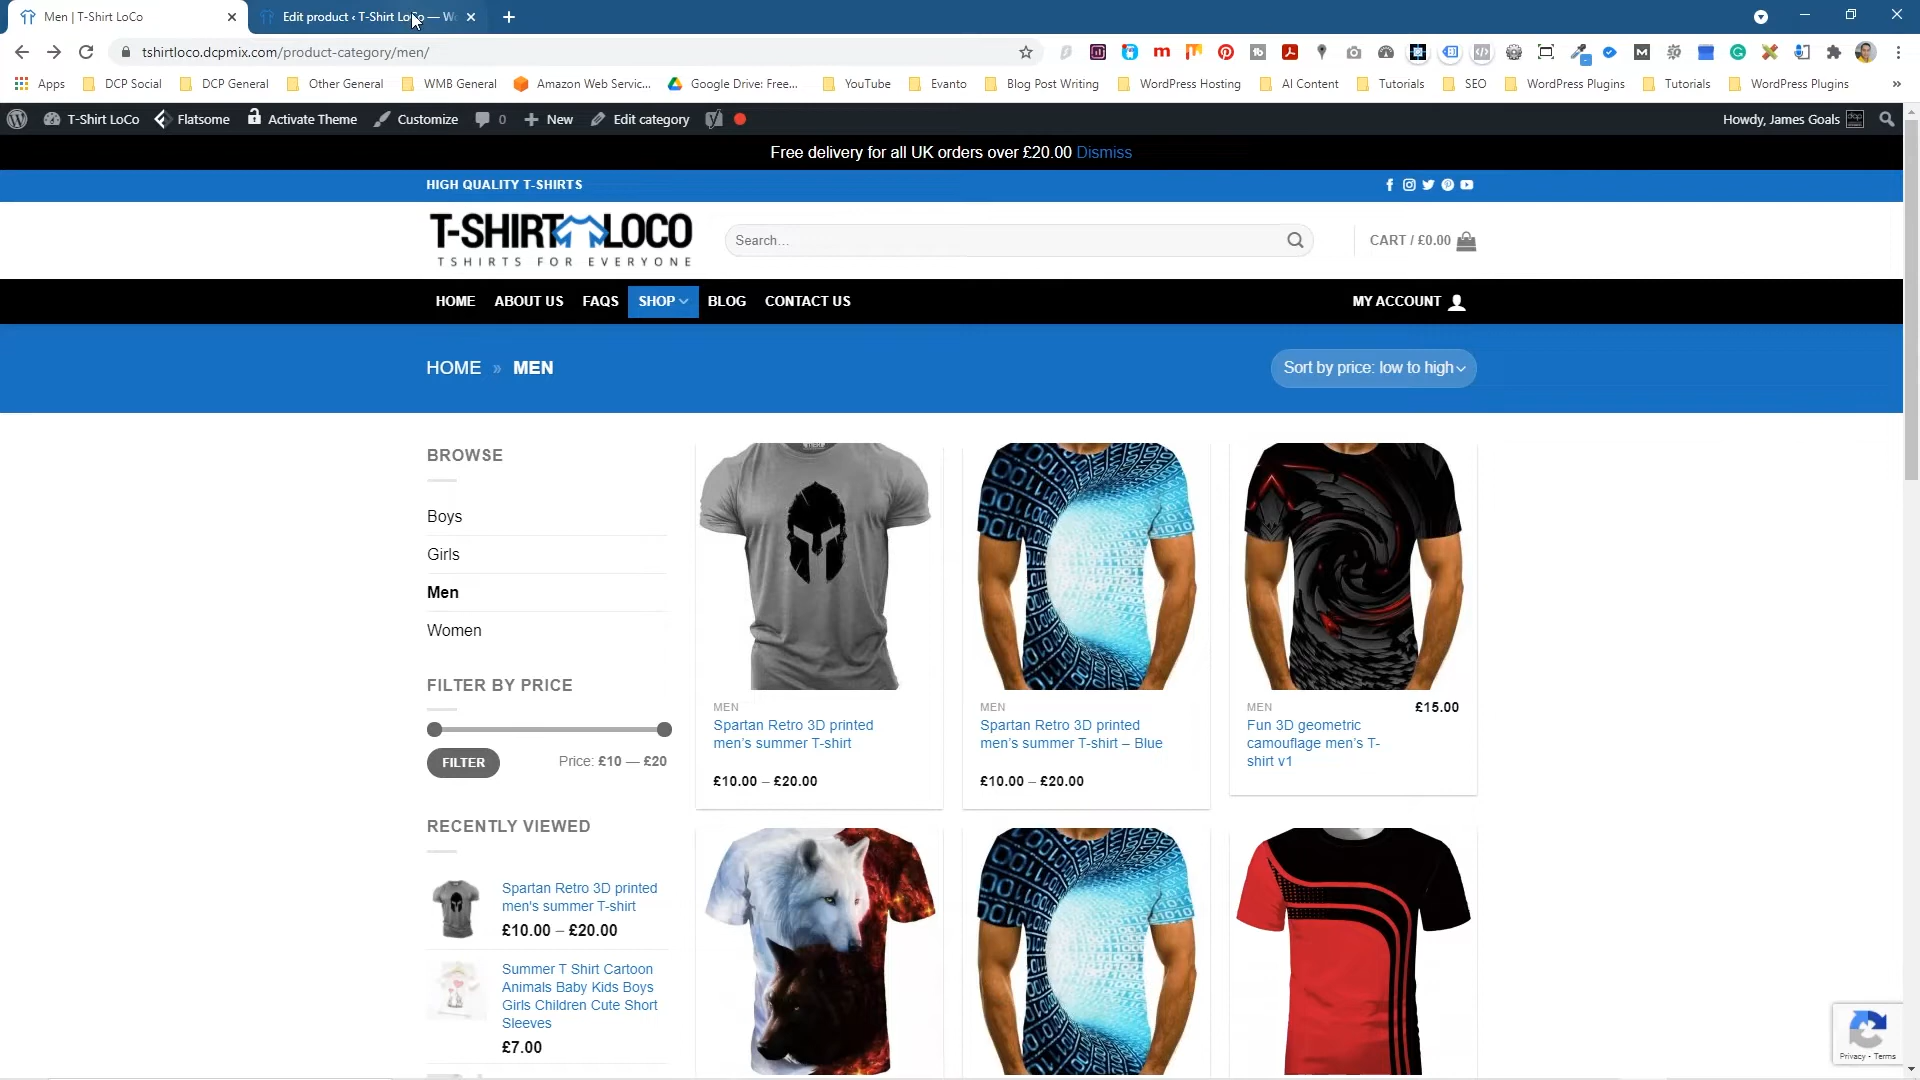 Men | T-Shirt LoCo
Edit product ‹ T-Shirt LoCo — Wo
tshirtloco.dcpmix.com/product-category/men/
Apps
DCP Social
DCP General
Other General
WMB General
Amazon Web Servic...
Google Drive: Free...
YouTube
Evanto
Blog Post Writing
WordPress Hosting
AI Content
Tutorials
SEO
WordPress Plugins
Tutorials
WordPress Plugins
»
T-Shirt LoCo
Flatsome
Activate Theme
Customize
0
New
Edit category
Howdy, James Goals
Free delivery for all UK orders over £20.00 Dismiss
HIGH QUALITY T-SHIRTS
T-SHIRT LOCO
TSHIRTS FOR EVERYONE
Search...
CART / £0.00
HOME
ABOUT US
FAQS
SHOP
BLOG
CONTACT US
MY ACCOUNT
HOME » MEN
Sort by price: low to high
BROWSE
Boys
Girls
Men
Women
FILTER BY PRICE
FILTER
Price: £10 — £20
RECENTLY VIEWED
Spartan Retro 3D printed
men's summer T-shirt
£10.00 – £20.00
Summer T Shirt Cartoon
Animals Baby Kids Boys
Girls Children Cute Short
Sleeves
£7.00
MEN
Spartan Retro 3D printed
men's summer T-shirt
£10.00 – £20.00
MEN
Spartan Retro 3D printed
men's summer T-shirt – Blue
£10.00 – £20.00
MEN
£15.00
Fun 3D geometric
camouflage men's T-
shirt v1
Privacy - Terms